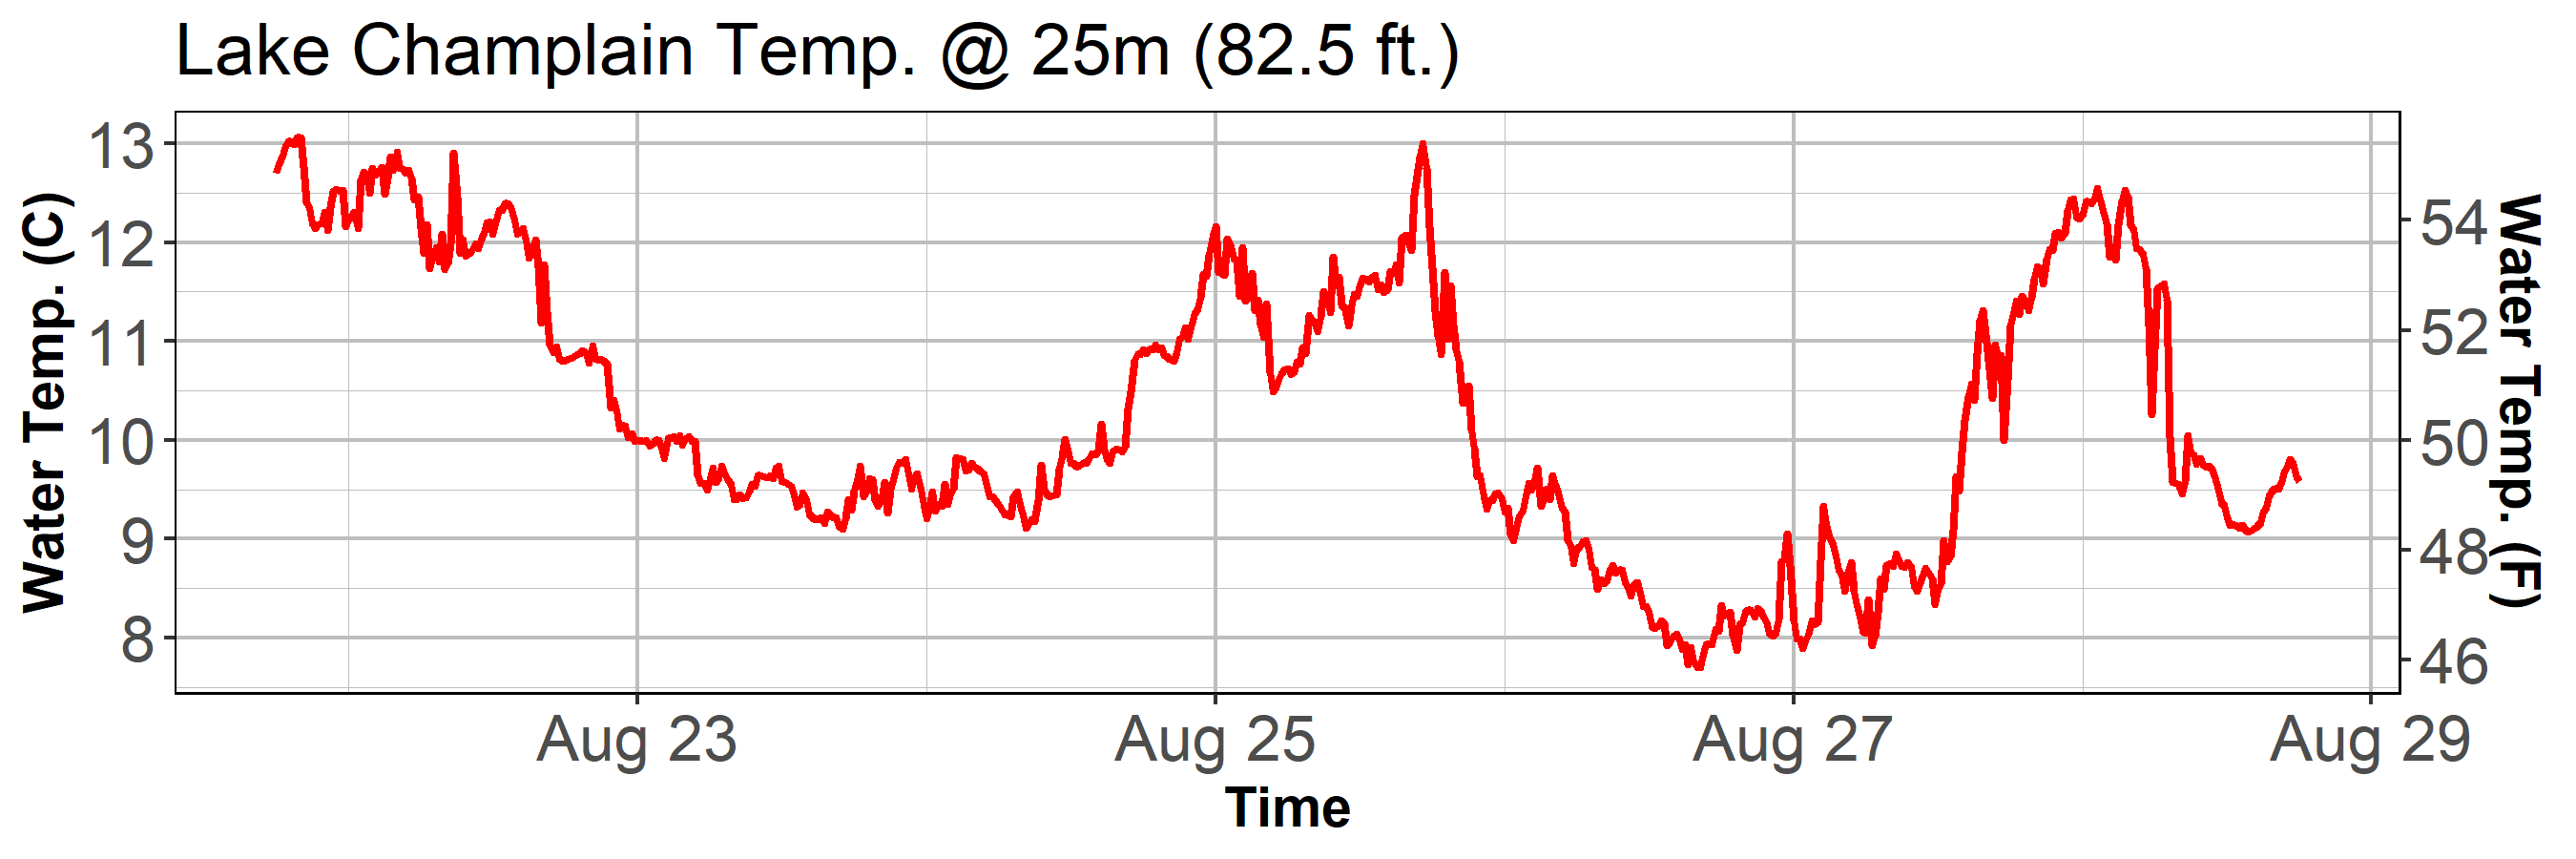 Lake Champlain Temp. @ 25m (82.5 ft.)
Water Temp. (C)
13
12
11
10
9
8
54
52
50
48
46
Water Temp. (F)
Aug 23 Aug 25 Aug 27 Aug 29
Time